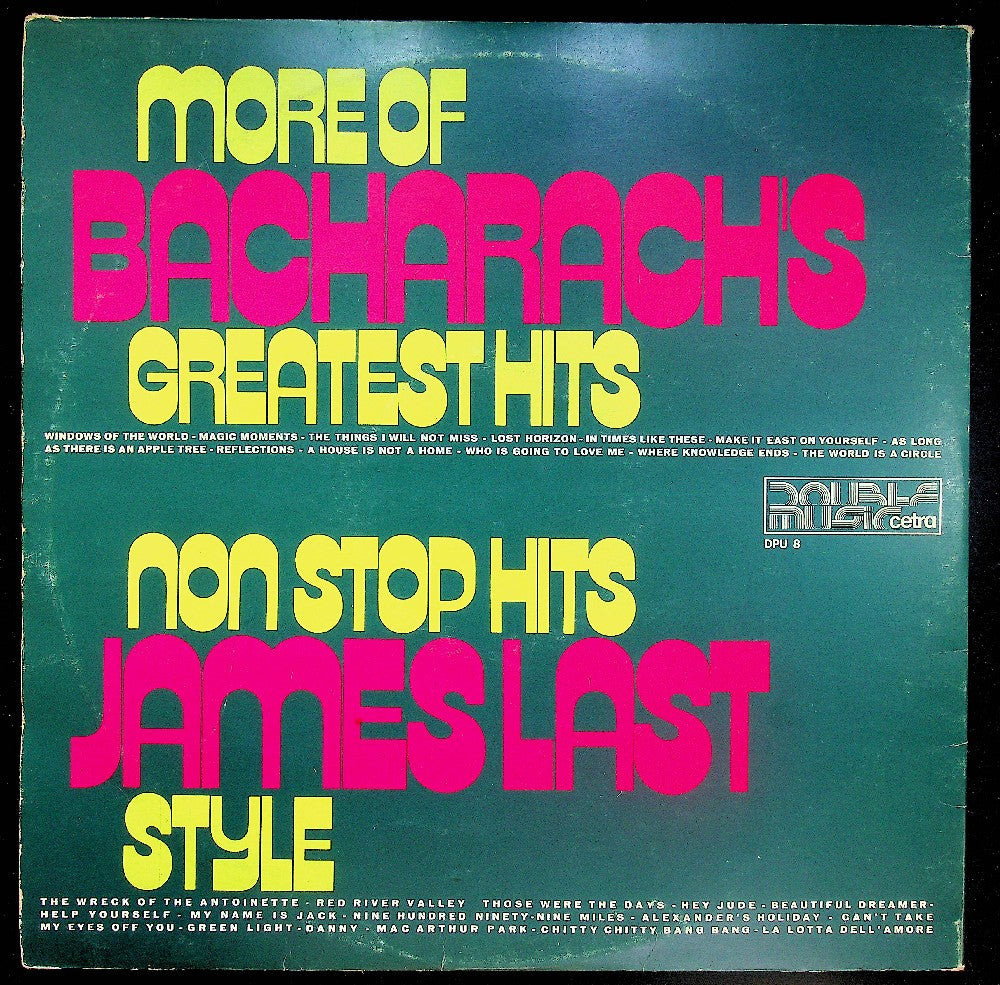 MORE OF
BACHARACH'S
GREATEST HITS
WINDOWS OF THE WORLD - MAGIC MOMENTS - THE THINGS I WILL NOT MISS - LOST HORIZON - IN TIMES LIKE THESE - MAKE IT EAST ON YOURSELF - AS LONG
AS THERE IS AN APPLE TREE - REFLECTIONS - A HOUSE IS NOT A HOME - WHO IS GOING TO LOVE ME - WHERE KNOWLEDGE ENDS - THE WORLD IS A CIRCLE
DOUBLE
MUSIC cetra
DPU 8
NON STOP HITS
JAMES LAST
STYLE
THE WRECK OF THE ANTOINETTE - RED RIVER VALLEY THOSE WERE THE DAYS - HEY JUDE - BEAUTIFUL DREAMER -
HELP YOURSELF - MY NAME IS JACK - NINE HUNDRED NINETY-NINE MILES - ALEXANDER'S HOLIDAY - CAN'T TAKE
MY EYES OFF YOU - GREEN LIGHT - DANNY - MAC ARTHUR PARK - CHITTY CHITTY BANG BANG - LA LOTTA DELL'AMORE